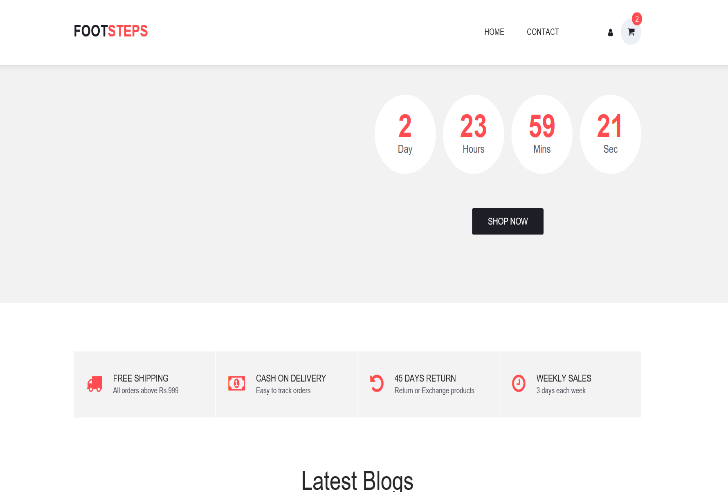 FOOTSTEPS
HOME
CONTACT
2
2
Day
23
Hours
59
Mins
21
Sec
SHOP NOW
FREE SHIPPING
All orders above Rs.999
CASH ON DELIVERY
Easy to track orders
45 DAYS RETURN
Return or Exchange products
WEEKLY SALES
3 days each week
Latest Blogs